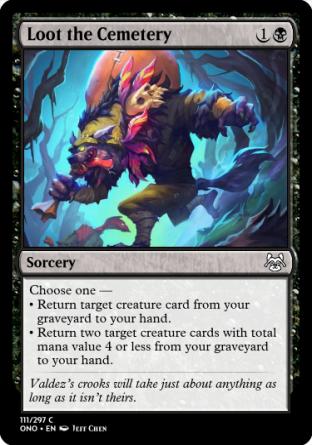 Loot the Cemetery 1
Sorcery
Choose one —
• Return target creature card from your
graveyard to your hand.
• Return two target creature cards with total
mana value 4 or less from your graveyard
to your hand.
Valdez's crooks will take just about anything as
long as it isn't theirs.
111/297 C
ONO • EN Jeff Chen